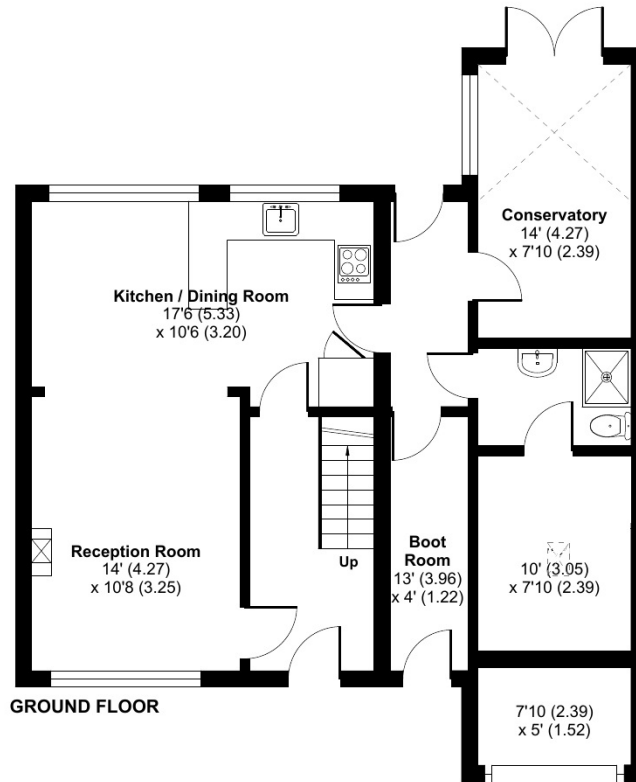 Conservatory
14' (4.27)
x 7'10 (2.39)
Kitchen / Dining Room
17'6 (5.33)
x 10'6 (3.20)
Reception Room
14' (4.27)
x 10'8 (3.25)
Up
Boot
Room
13' (3.96)
x 4' (1.22)
10' (3.05)
x 7'10 (2.39)
7'10 (2.39)
x 5' (1.52)
GROUND FLOOR